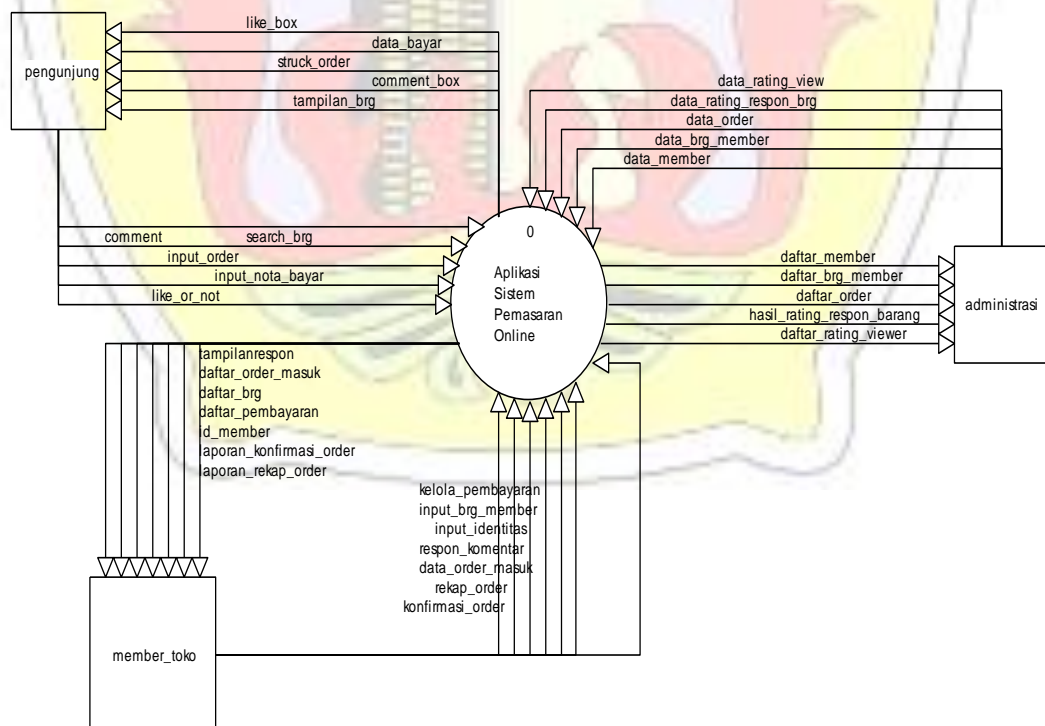 like_box
data_bayar
struck_order
comment_box
tampilan_brg
pengunjung
data_rating_view
data_rating_respon_brg
data_order
data_brg_member
data_member
comment search_brg
input_order
input_nota_bayar
like_or_not
0
Aplikasi
Sistem
Pemasaran
Online
daftar_member
daftar_brg_member
daftar_order
hasil_rating_respon_barang
daftar_rating_viewer
administrasi
tampilanrespon
daftar_order_masuk
daftar_brg
daftar_pembayaran
id_member
laporan_konfirmasi_order
laporan_rekap_order
kelola_pembayaran
input_brg_member
input_identitas
respon_komentar
data_order_masuk
rekap_order
konfirmasi_order
member_toko